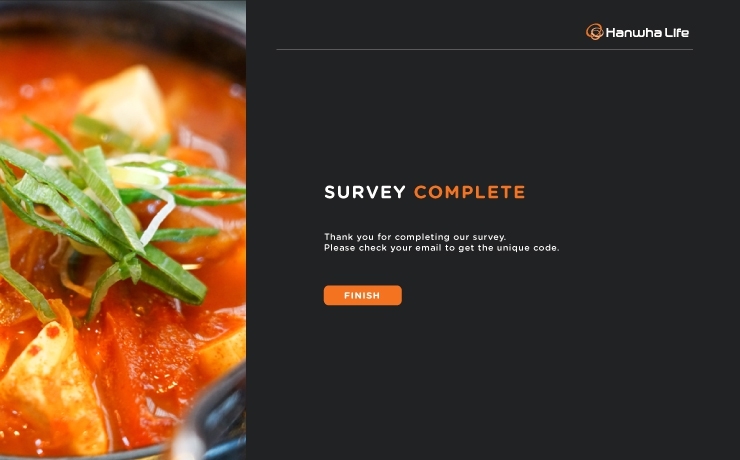 Hanwha Life
SURVEY COMPLETE
Thank you for completing our survey.
Please check your email to get the unique code.
FINISH